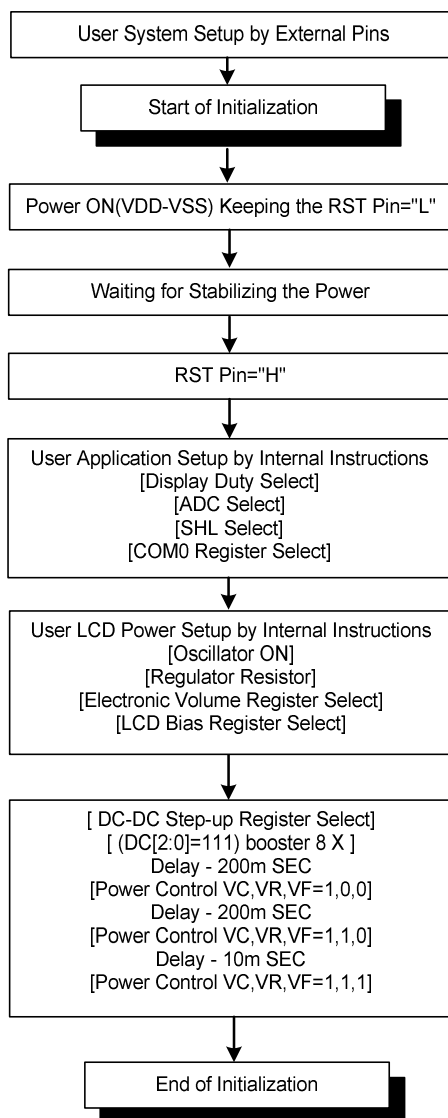 User System Setup by External Pins
Start of Initialization
Power ON(VDD-VSS) Keeping the RST Pin="L"
Waiting for Stabilizing the Power
RST Pin="H"
User Application Setup by Internal Instructions
[Display Duty Select]
[ADC Select]
[SHL Select]
[COM0 Register Select]
User LCD Power Setup by Internal Instructions
[Oscillator ON]
[Regulator Resistor]
[Electronic Volume Register Select]
[LCD Bias Register Select]
[ DC-DC Step-up Register Select]
[ (DC[2:0]=111) booster 8 X ]
Delay - 200m SEC
[Power Control VC,VR,VF=1,0,0]
Delay - 200m SEC
[Power Control VC,VR,VF=1,1,0]
Delay - 10m SEC
[Power Control VC,VR,VF=1,1,1]
End of Initialization